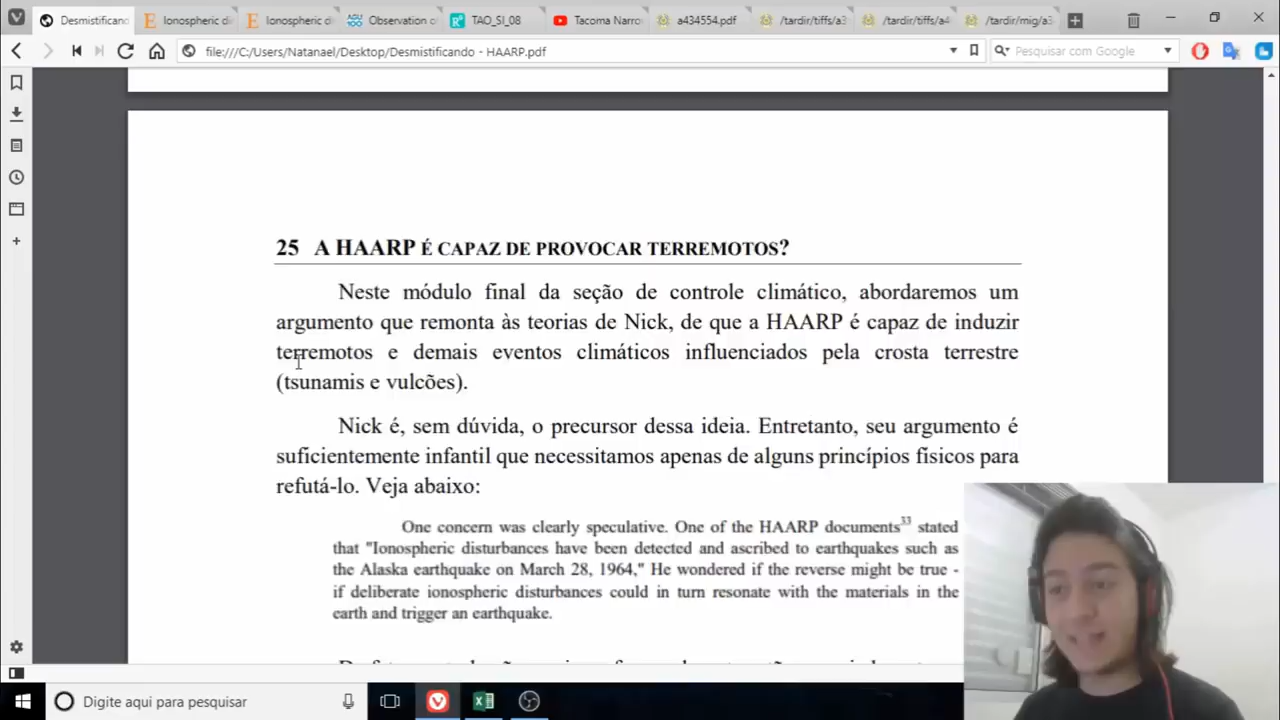 Desmistificando
Ionospheric di
Ionospheric di
Observation o
TAO_SI_08
Tacoma Narro
a434554.pdf
/tardir/tiffs/a3
/tardir/tiffs/a4
/tardir/mig/a3
file:///C:/Users/Natanael/Desktop/Desmistificando - HAARP.pdf
Pesquisar com Google
25 A HAARP É CAPAZ DE PROVOCAR TERREMOTOS?
Neste módulo final da seção de controle climático, abordaremos um
argumento que remonta às teorias de Nick, de que a HAARP é capaz de induzir
terremotos e demais eventos climáticos influenciados pela crosta terrestre
(tsunamis e vulcões).
Nick é, sem dúvida, o precursor dessa ideia. Entretanto, seu argumento é
suficientemente infantil que necessitamos apenas de alguns princípios físicos para
refutá-lo. Veja abaixo:
One concern was clearly speculative. One of the HAARP documents33 stated
that "Ionospheric disturbances have been detected and ascribed to earthquakes such as
the Alaska earthquake on March 28, 1964," He wondered if the reverse might be true -
if deliberate ionospheric disturbances could in turn resonate with the materials in the
earth and trigger an earthquake.
Digite aqui para pesquisar